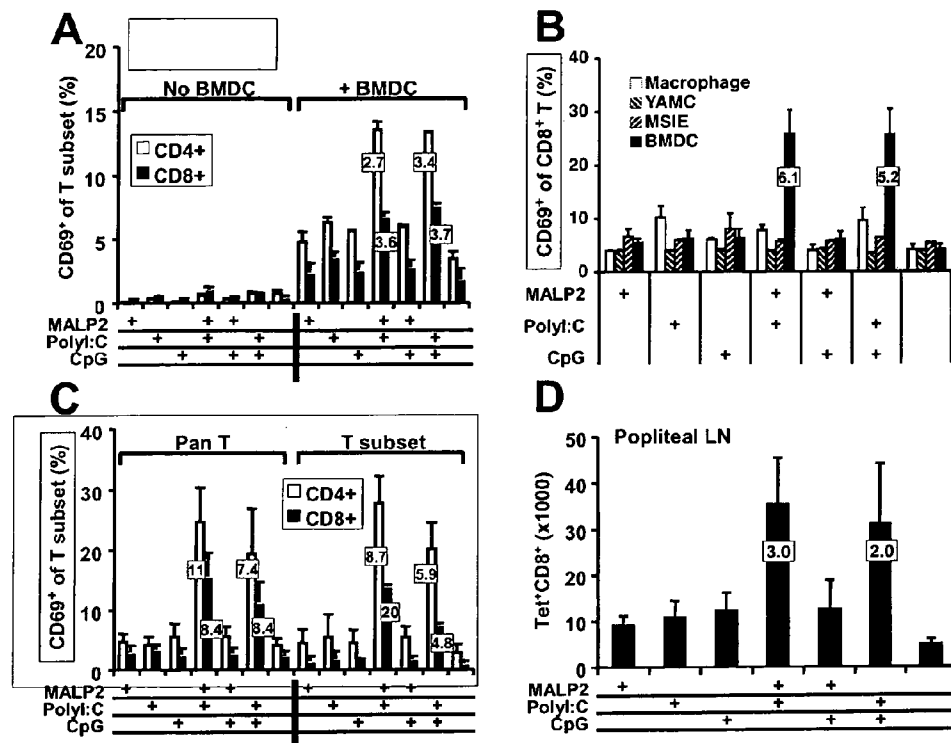 A
20
15
10
5
0
CD69+ of T subset (%)
No BMDC
+ BMDC
CD4+
CD8+
2.7
3.6
3.4
3.7
MALP2 + + + + + +
PolyI:C + + + + + +
CpG + + + + + +
B
40
30
20
10
0
CD69+ of CD8+ T (%)
Macrophage
YAMC
MSIE
BMDC
6.1
5.2
MALP2 + + +
PolyI:C + + +
CpG + + +
C
40
30
20
10
0
CD69+ of T subset (%)
Pan T
T subset
CD4+
CD8+
11
8.4
7.4
8.4
8.7
20
5.9
4.8
MALP2 + + + + + +
PolyI:C + + + + + +
CpG + + + + + +
D
50
40
30
20
10
0
Tet+CD8+ (x1000)
Popliteal LN
3.0
2.0
MALP2 + + +
PolyI:C + + +
CpG + + +